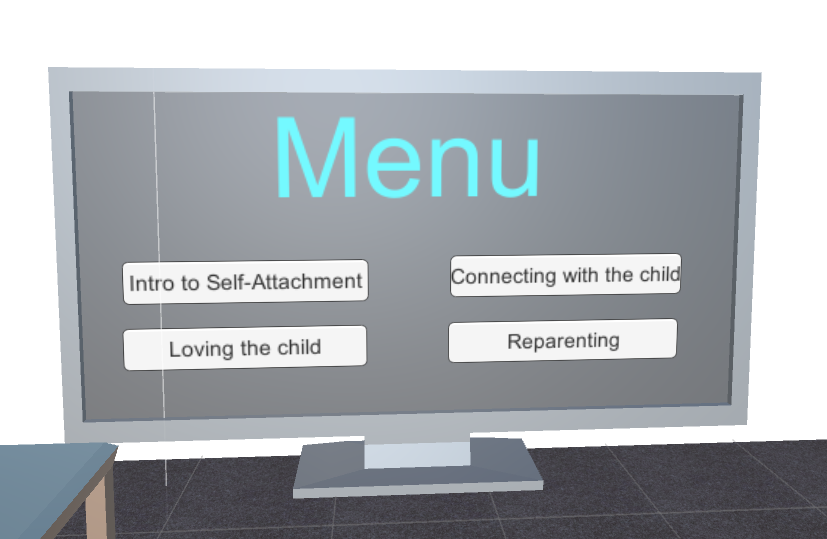 Menu
Intro to Self-Attachment
Connecting with the child
Loving the child
Reparenting